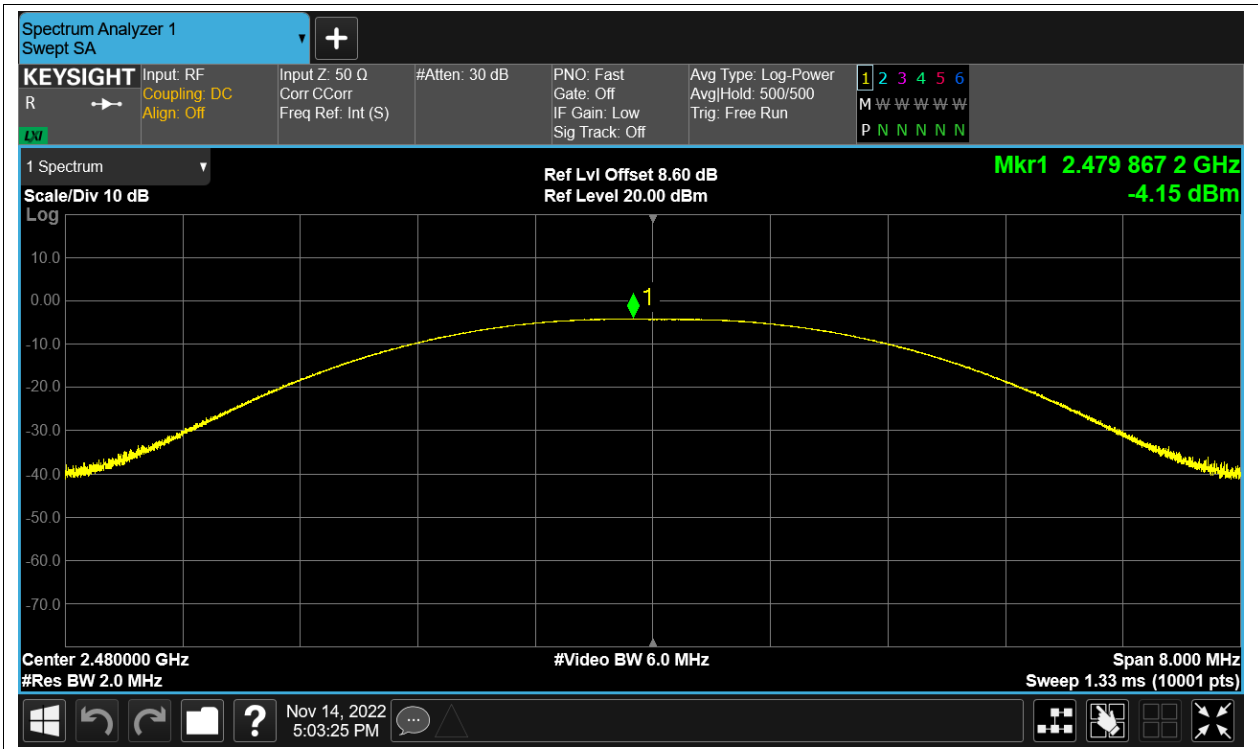 Spectrum Analyzer 1
Swept SA
+
KEYSIGHT
R
LXI
Input: RF
Coupling: DC
Align: Off
Input Z: 50 Ω
Corr CCorr
Freq Ref: Int (S)
#Atten: 30 dB
PNO: Fast
Gate: Off
IF Gain: Low
Sig Track: Off
Avg Type: Log-Power
Avg|Hold: 500/500
Trig: Free Run
1 2 3 4 5 6
M W W W W W
P N N N N N
1 Spectrum
Scale/Div 10 dB
Log
Ref Lvl Offset 8.60 dB
Ref Level 20.00 dBm
Mkr1 2.479 867 2 GHz
-4.15 dBm
1
10.0
0.00
-10.0
-20.0
-30.0
-40.0
-50.0
-60.0
-70.0
Center 2.480000 GHz
#Video BW 6.0 MHz
Span 8.000 MHz
#Res BW 2.0 MHz
Sweep 1.33 ms (10001 pts)
?
Nov 14, 2022
5:03:25 PM